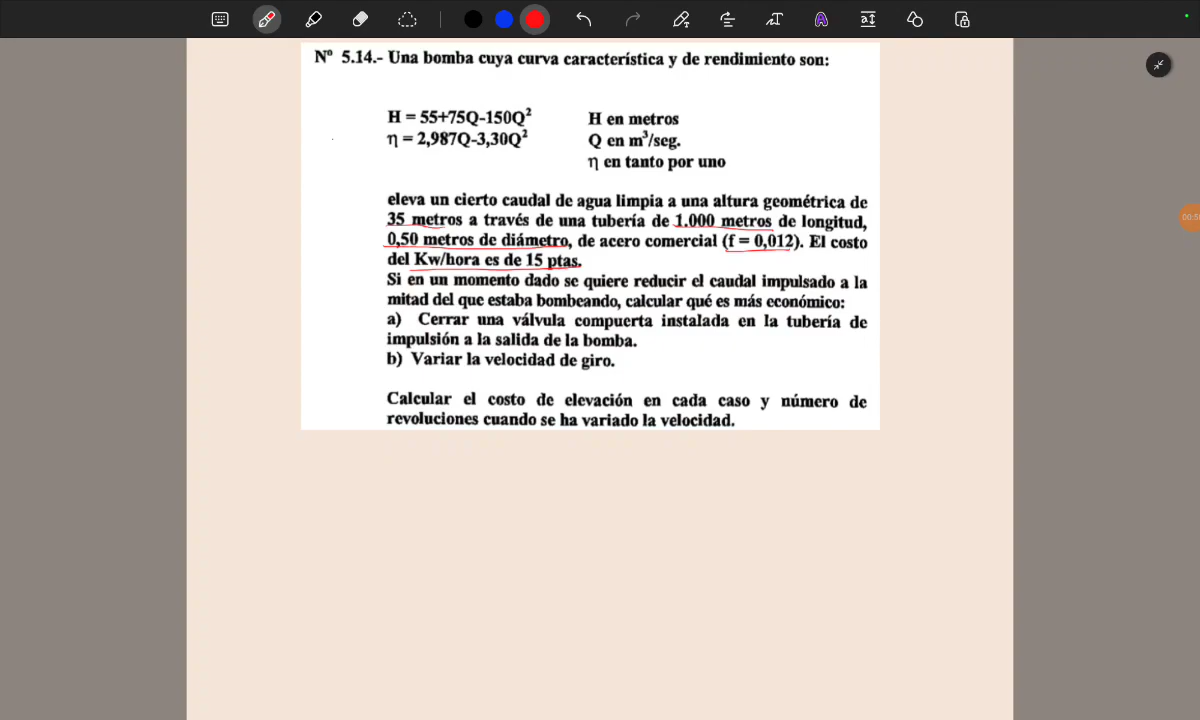 Nº 5.14.- Una bomba cuya curva característica y de rendimiento son:
H = 55+75Q-150Q² H en metros
η = 2,987Q-3,30Q² Q en m³/seg.
η en tanto por uno
eleva un cierto caudal de agua limpia a una altura geométrica de
35 metros a través de una tubería de 1.000 metros de longitud,
0,50 metros de diámetro, de acero comercial (f = 0,012). El costo
del Kw/hora es de 15 ptas.
Si en un momento dado se quiere reducir el caudal impulsado a la
mitad del que estaba bombeando, calcular qué es más económico:
a) Cerrar una válvula compuerta instalada en la tubería de
impulsión a la salida de la bomba.
b) Variar la velocidad de giro.
Calcular el costo de elevación en cada caso y número de
revoluciones cuando se ha variado la velocidad.